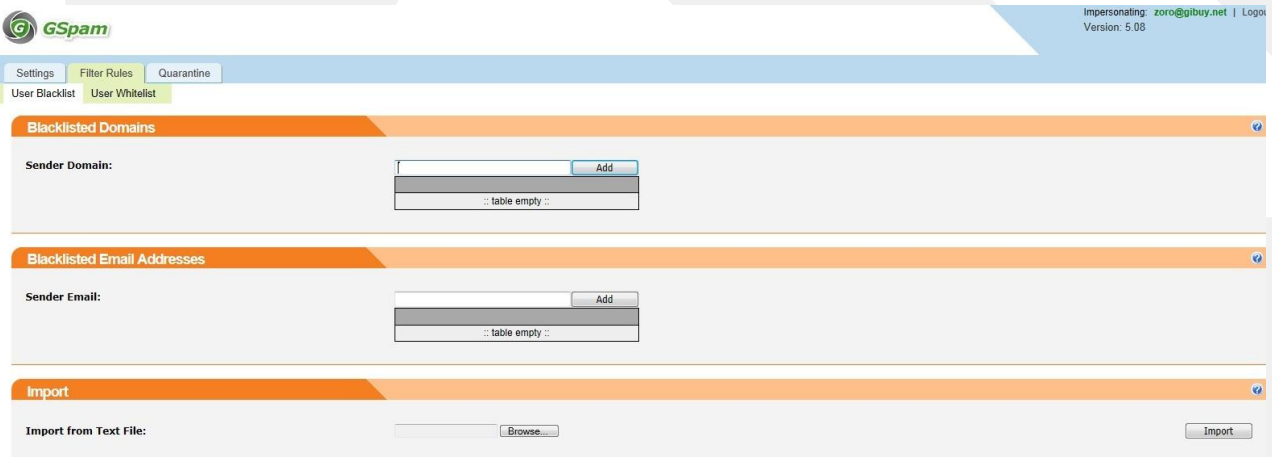 G GSpam
Impersonating: zoro@gibuy.net | Logou
Version: 5.08
Settings Filter Rules Quarantine
User Blacklist User Whitelist
Blacklisted Domains ?
Sender Domain: Add
:: table empty ::
Blacklisted Email Addresses ?
Sender Email: Add
:: table empty ::
Import ?
Import from Text File: Browse... Import